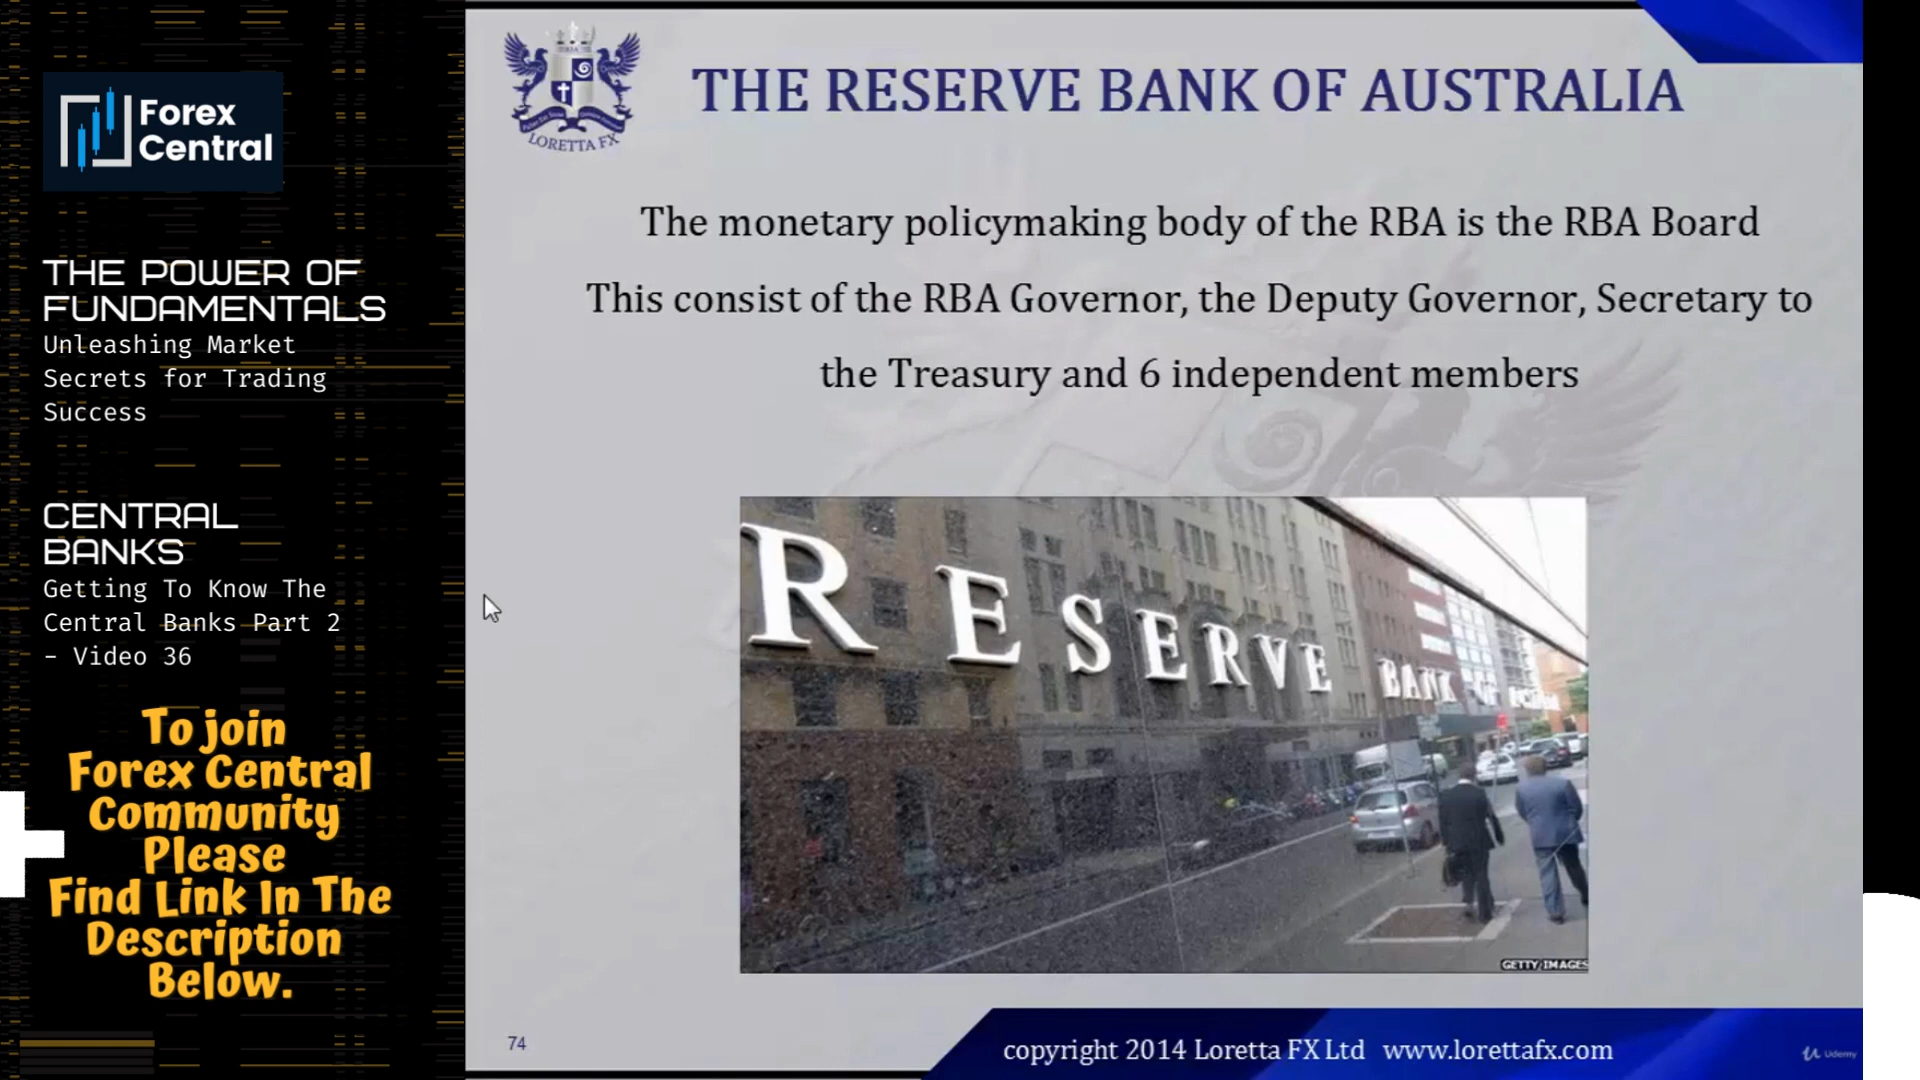 Forex
Central
THE POWER OF
FUNDAMENTALS
Unleashing Market
Secrets for Trading
Success
CENTRAL
BANKS
Getting To Know The
Central Banks Part 2
- Video 36
To join
Forex Central
Community
Please
Find Link In The
Description
Below.
LORETTA FX
THE RESERVE BANK OF AUSTRALIA
The monetary policymaking body of the RBA is the RBA Board
This consist of the RBA Governor, the Deputy Governor, Secretary to
the Treasury and 6 independent members
RESERVE BANK OF
GETTY IMAGES
74
copyright 2014 Loretta FX Ltd www.lorettafx.com
Udemy